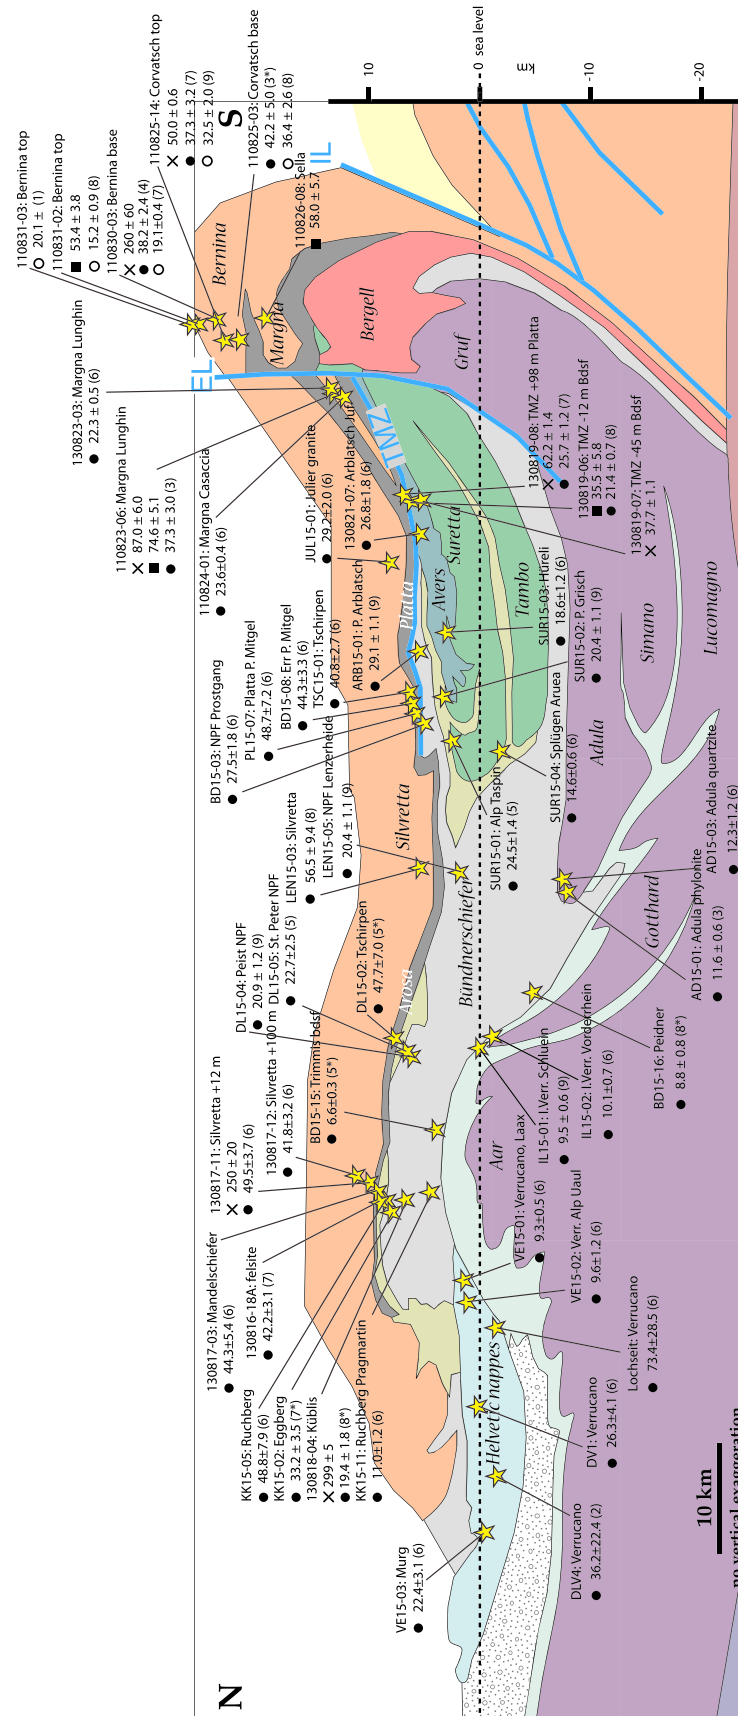 N
S
110831-03: Bernina top
20.1 ± (1)
110831-02: Bernina top
53.4 ± 3.8
15.2 ± 0.9 (8)
110830-03: Bernina base
260 ± 60
38.2 ± 2.4 (4)
19.1±0.4 (7)
110825-14: Corvatsch top
50.0 ± 0.6
37.3 ± 3.2 (7)
32.5 ± 2.0 (9)
110825-03: Corvatsch base
42.2 ± 5.0 (3*)
36.4 ± 2.6 (8)
110826-08: Sella
58.0 ± 5.7
130823-03: Margna Lunghin
22.3 ± 0.5 (6)
110823-06: Margna Lunghin
87.0 ± 6.0
74.6 ± 5.1
37.3 ± 3.0 (3)
110824-01: Margna Casaccia
23.6±0.4 (6)
JUL15-01: Julier granite
29.2±2.0 (6)
130821-07: Arblatsch Juf
26.8±1.8 (6)
ARB15-01: P. Arblatsch
29.1 ± 1.1 (9)
TSC15-01: Tschirpen
40.8±2.7 (6)
BD15-08: Err P. Mitgel
44.3±3.3 (6)
PL15-07: Platta P. Mitgel
48.7±7.2 (6)
BD15-03: NPF Prostgang
27.5±1.8 (6)
LEN15-03: Silvretta
56.5 ± 9.4 (8)
LEN15-05: NPF Lenzerheide
20.4 ± 1.1 (9)
DL15-04: Peist NPF
20.9 ± 1.2 (9)
DL15-05: St. Peter NPF
22.7±2.5 (5)
DL15-02: Tschirpen
47.7±7.0 (5*)
130817-11: Silvretta +12 m
250 ± 20
49.5±3.7 (6)
130817-12: Silvretta +100 m
41.8±3.2 (6)
BD15-15: Trimmis bdsf
6.6±0.3 (5*)
130817-03: Mandelschiefer
44.3±5.4 (6)
130816-18A: felsite
42.2±3.1 (7)
KK15-05: Ruchberg
48.8±7.9 (6)
KK15-02: Eggberg
33.2 ± 3.5 (7*)
130818-04: Küblis
299 ± 5
19.4 ± 1.8 (8*)
KK15-11: Ruchberg Pragmartin
11.0±1.2 (6)
VE15-03: Murg
22.4±3.1 (6)
DLV4: Verrucano
36.2±22.4 (2)
DV1: Verrucano
26.3±4.1 (6)
Lochseit: Verrucano
73.4±28.5 (6)
VE15-02: Verr. Alp Uaul
9.6±1.2 (6)
VE15-01: Verrucano, Laax
9.3±0.5 (6)
IL15-01: I.Verr. Schluein
9.5 ± 0.6 (9)
IL15-02: I.Verr. Vorderrhein
10.1±0.7 (6)
BD15-16: Peidner
8.8 ± 0.8 (8*)
AD15-01: Adula phylonite
11.6 ± 0.6 (3)
AD15-03: Adula quartzite
12.3±1.2 (6)
SUR15-01: Alp Taspin
24.5±1.4 (5)
SUR15-04: Splügen Aruea
14.6±0.6 (6)
SUR15-02: P. Grisch
20.4 ± 1.1 (9)
SUR15-03: Hüreli
18.6±1.2 (6)
130819-08: TMZ +98 m Platta
62.2 ± 1.4
25.7 ± 1.2 (7)
130819-06: TMZ -12 m Bdsf
35.5 ± 5.8
21.4 ± 0.7 (8)
130819-07: TMZ -45 m Bdsf
37.7 ± 1.1
Bernina
Margna
Bergell
Gruf
EL
IL
TMZ
Platta
Avers
Suretta
Tambo
Simano
Lucomagno
Adula
Silvretta
Arosa
Bündnerschiefer
Gotthard
Aar
Helvetic nappes
10
0
-10
-20
km
sea level
10 km
no vertical exaggeration